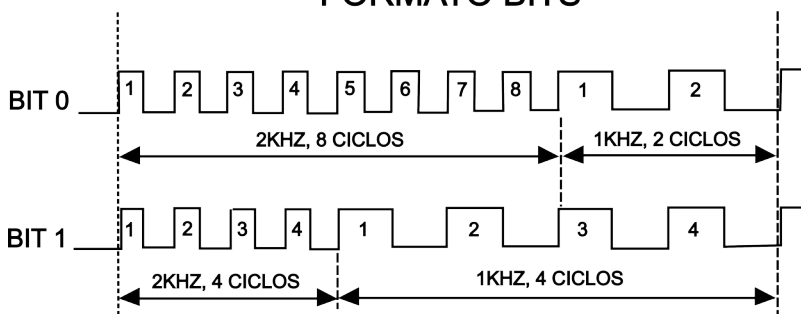 FORMATO BITS
BIT 0
1 2 3 4 5 6 7 8 1 2
2KHZ, 8 CICLOS
1KHZ, 2 CICLOS
BIT 1
1 2 3 4 1 2 3 4
2KHZ, 4 CICLOS
1KHZ, 4 CICLOS